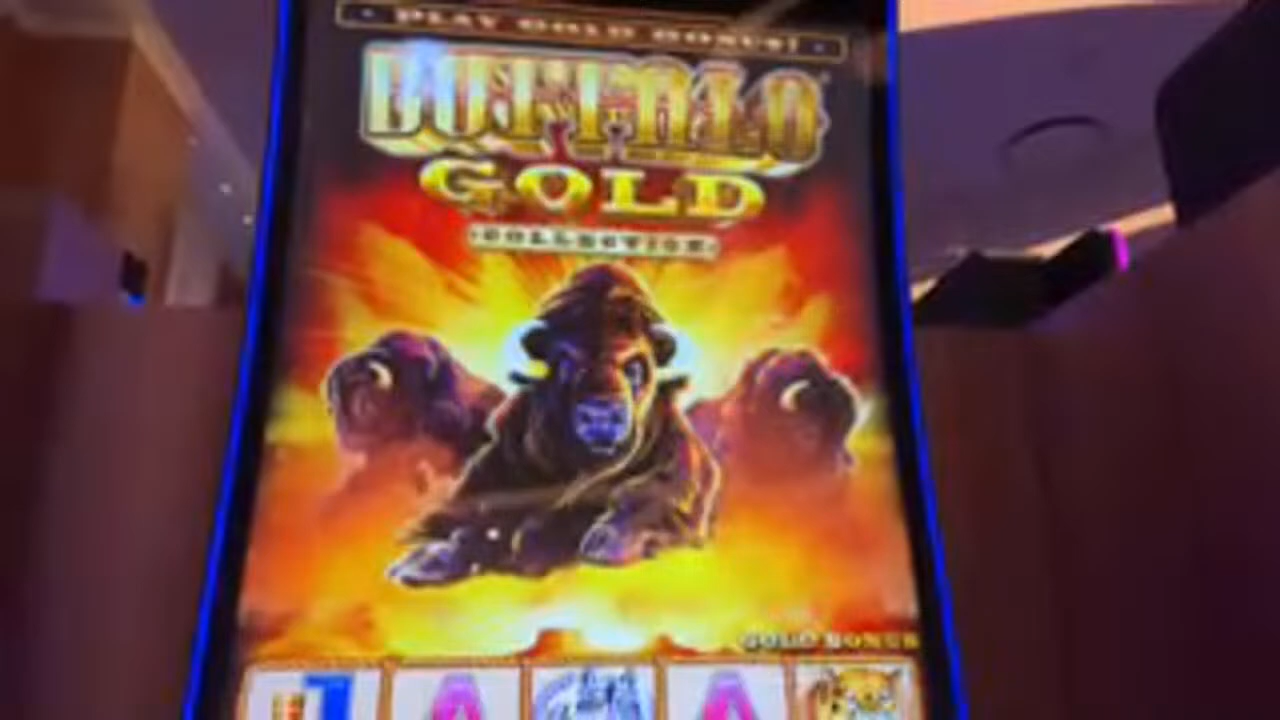 PLAY GOLD BONUS!
BUFFALO
GOLD
COLLECTION
GOLD BONUS
J A A